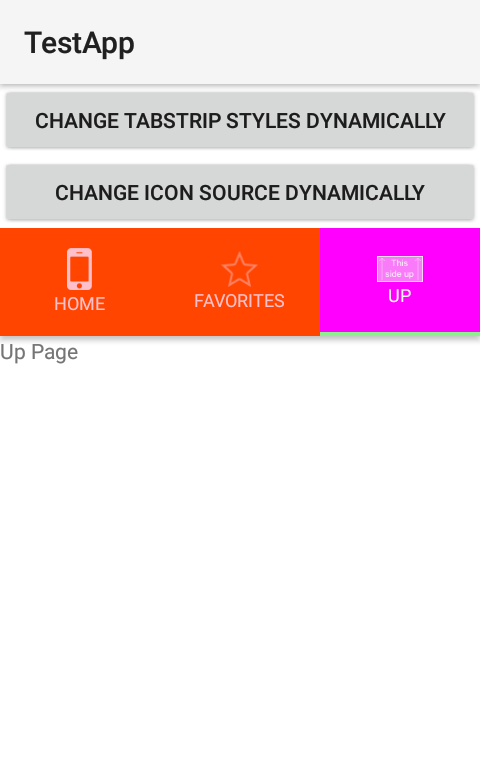 TestApp
CHANGE TABSTRIP STYLES DYNAMICALLY
CHANGE ICON SOURCE DYNAMICALLY
This
side up
HOME
FAVORITES
UP
Up Page